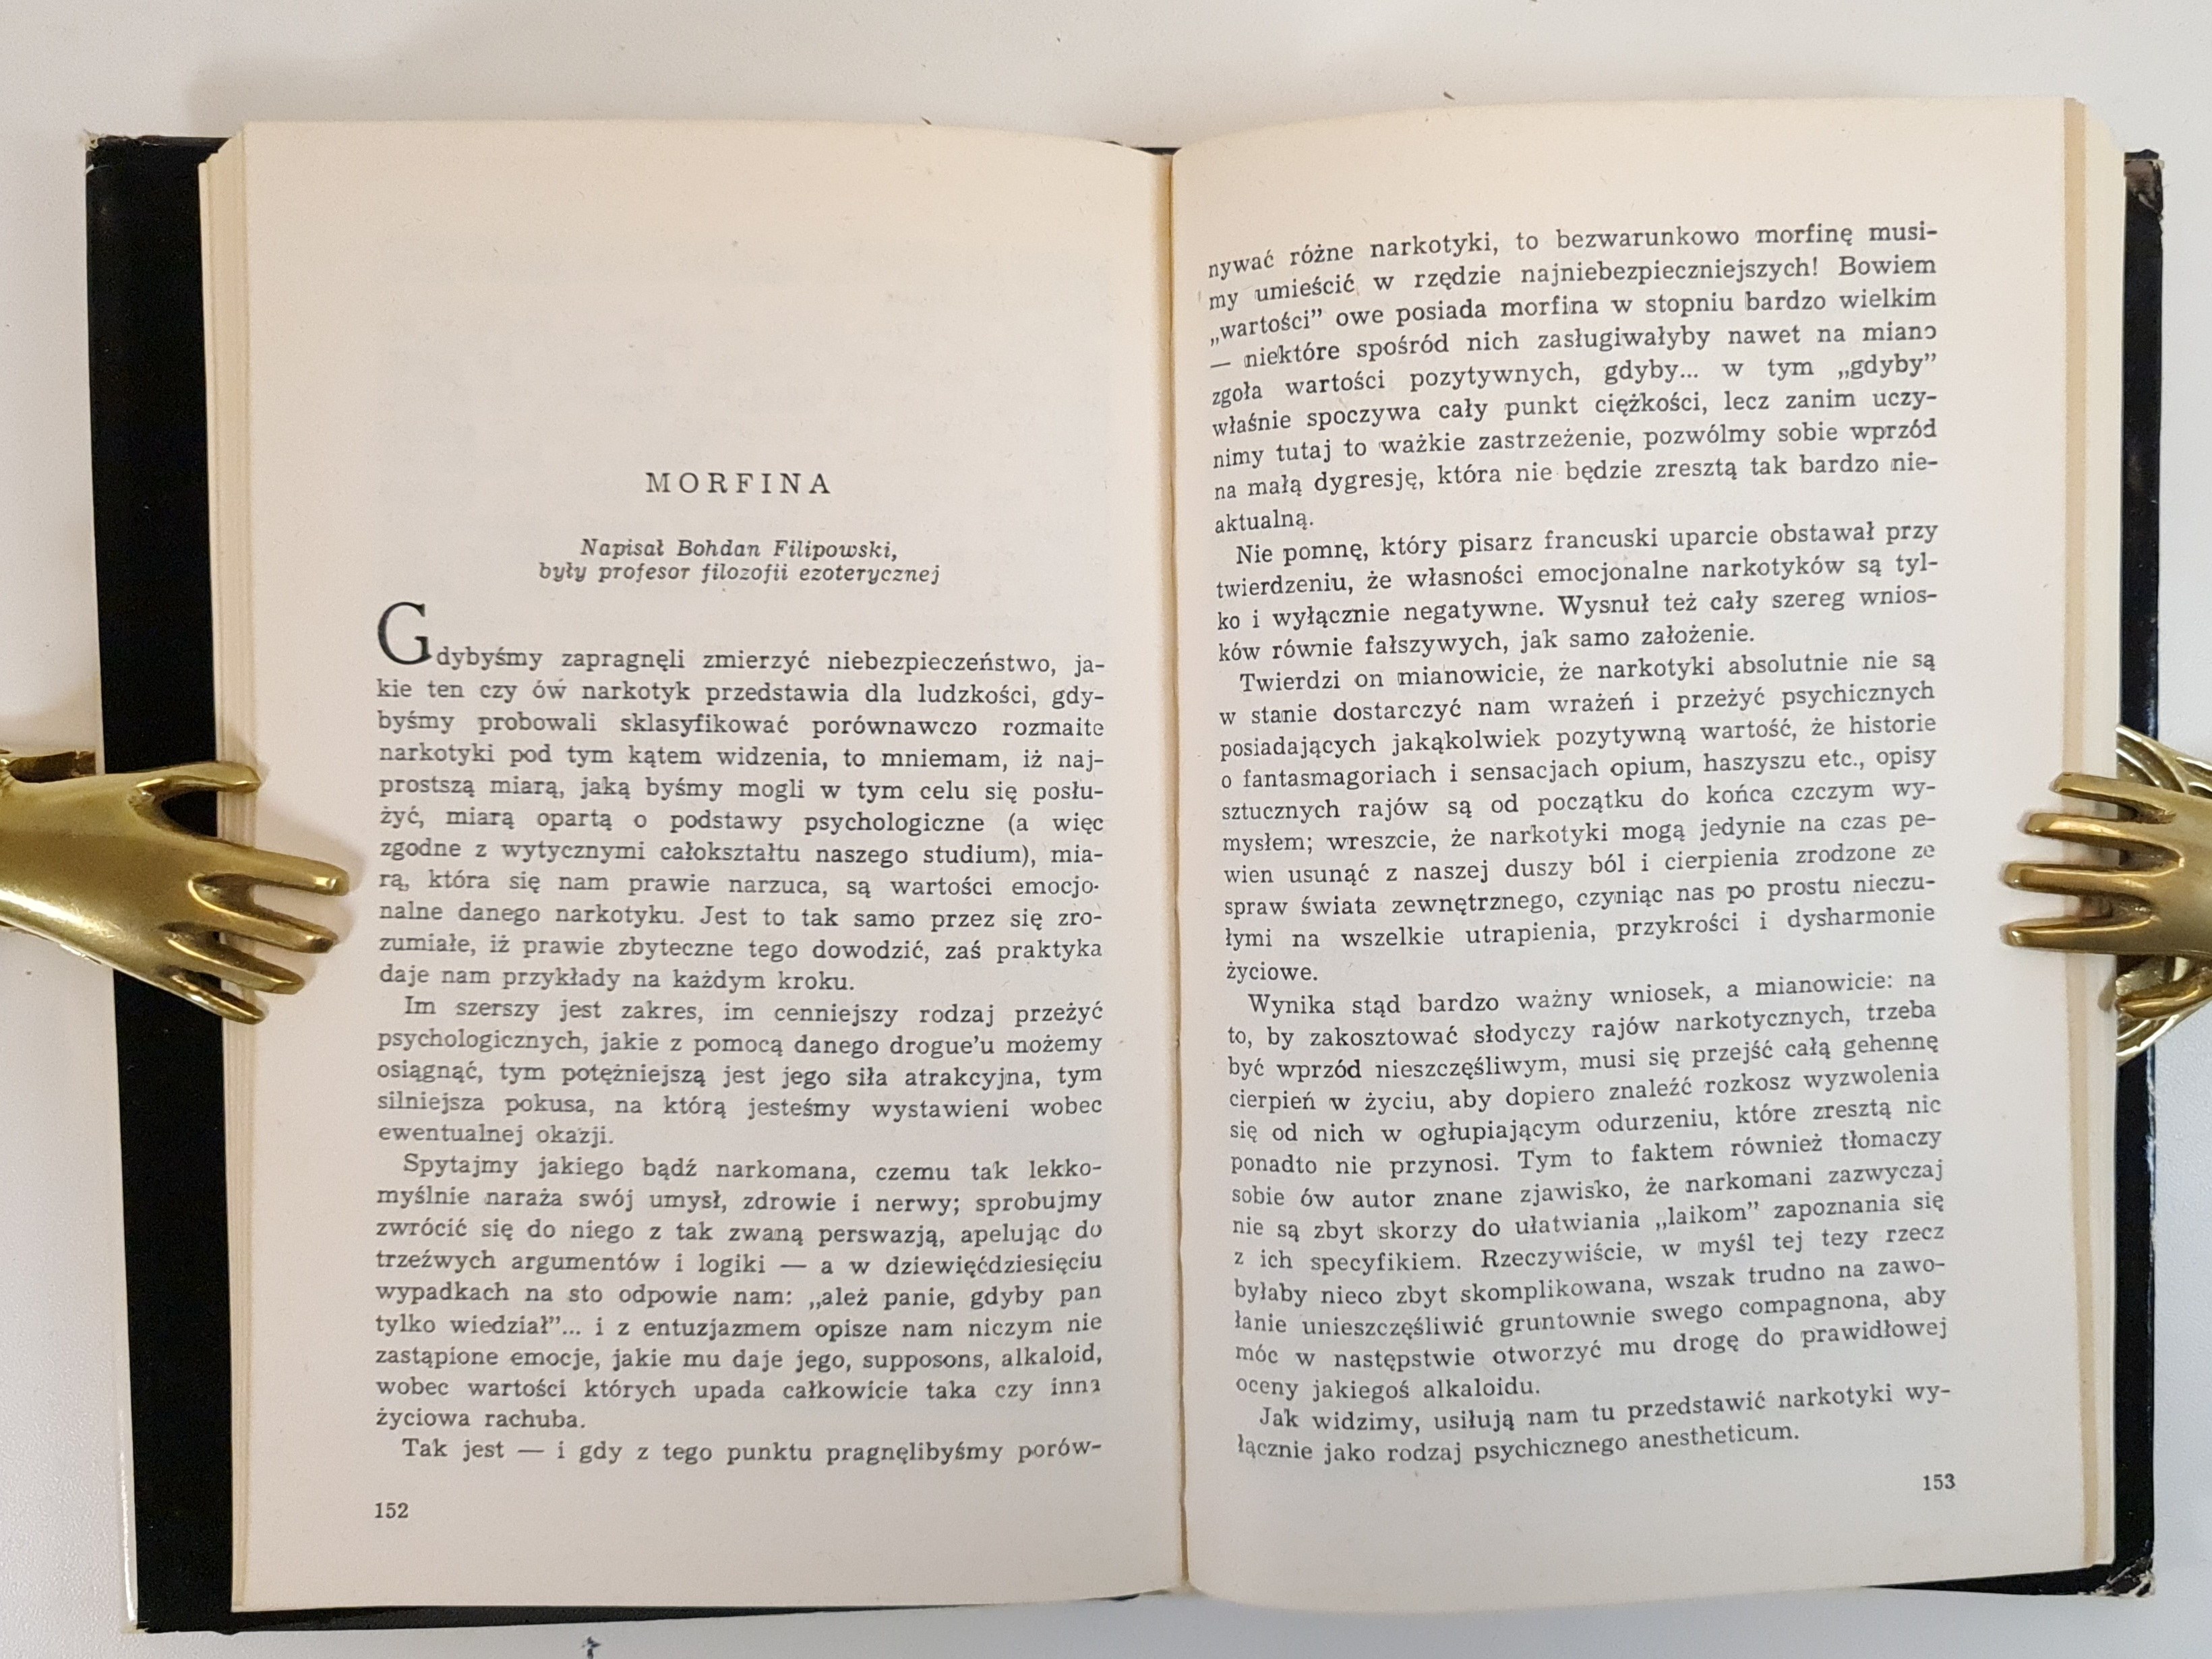 MORFINA
Napisał Bohdan Filipowski,
były profesor filozofii ezoterycznej
Gdybyśmy zapragnęli zmierzyć niebezpieczeństwo, ja-
kie ten czy ów narkotyk przedstawia dla ludzkości, gdy-
byśmy probowali sklasyfikować porównawczo rozmaite
narkotyki pod tym kątem widzenia, to mniemam, iż naj-
prostszą miarą, jaką byśmy mogli w tym celu się posłu-
żyć, miarą opartą o podstawy psychologiczne (a więc
zgodne z wytycznymi całokształtu naszego studium), mia-
rą, która się nam prawie narzuca, są wartości emocjo-
nalne danego narkotyku. Jest to tak samo przez się zro-
zumiałe, iż prawie zbyteczne tego dowodzić, zaś praktyka
daje nam przykłady na każdym kroku.
Im szerszy jest zakres, im cenniejszy rodzaj przeżyć
psychologicznych, jakie z pomocą danego drogue'u możemy
osiągnąć, tym potężniejszą jest jego siła atrakcyjna, tym
silniejsza pokusa, na którą jesteśmy wystawieni wobec
ewentualnej okazji.
Spytajmy jakiego bądź narkomana, czemu tak lekko-
myślnie naraża swój umysł, zdrowie i nerwy; sprobujmy
zwrócić się do niego z tak zwaną perswazją, apelując do
trzeźwych argumentów i logiki — a w dziewięćdziesięciu
wypadkach na sto odpowie nam: „ależ panie, gdyby pan
tylko wiedział”... i z entuzjazmem opisze nam niczym nie
zastąpione emocje, jakie mu daje jego, supposons, alkaloid,
wobec wartości których upada całkowicie taka czy inna
życiowa rachuba.
Tak jest — i gdy z tego punktu pragnęlibyśmy porów-
152
nywać różne narkotyki, to bezwarunkowo morfinę musi-
my umieścić w rzędzie najniebezpieczniejszych! Bowiem
„wartości” owe posiada morfina w stopniu bardzo wielkim
— niektóre spośród nich zasługiwałyby nawet na miano
zgoła wartości pozytywnych, gdyby... w tym „gdyby”
właśnie spoczywa cały punkt ciężkości, lecz zanim uczy-
nimy tutaj to ważkie zastrzeżenie, pozwólmy sobie wprzód
na małą dygresję, która nie będzie zresztą tak bardzo nie-
aktualną.
Nie pomnę, który pisarz francuski uparcie obstawał przy
twierdzeniu, że własności emocjonalne narkotyków są tyl-
ko i wyłącznie negatywne. Wysnuł też cały szereg wnios-
ków równie fałszywych, jak samo założenie.
Twierdzi on mianowicie, że narkotyki absolutnie nie są
w stanie dostarczyć nam wrażeń i przeżyć psychicznych
posiadających jakąkolwiek pozytywną wartość, że historie
o fantasmagoriach i sensacjach opium, haszyszu etc., opisy
sztucznych rajów są od początku do końca czczym wy-
mysłem; wreszcie, że narkotyki mogą jedynie na czas pe-
wien usunąć z naszej duszy ból i cierpienia zrodzone ze
spraw świata zewnętrznego, czyniąc nas po prostu nieczu-
łymi na wszelkie utrapienia, przykrości i dysharmonie
życiowe.
Wynika stąd bardzo ważny wniosek, a mianowicie: na
to, by zakosztować słodyczy rajów narkotycznych, trzeba
być wprzód nieszczęśliwym, musi się przejść całą gehennę
cierpień w życiu, aby dopiero znaleźć rozkosz wyzwolenia
się od nich w ogłupiającym odurzeniu, które zresztą nic
ponadto nie przynosi. Tym to faktem również tłomaczy
sobie ów autor znane zjawisko, że narkomani zazwyczaj
nie są zbyt skorzy do ułatwiania „laikom” zapoznania się
z ich specyfikiem. Rzeczywiście, w myśl tej tezy rzecz
byłaby nieco zbyt skomplikowana, wszak trudno na zawo-
łanie unieszczęśliwić gruntownie swego compagnona, aby
móc w następstwie otworzyć mu drogę do prawidłowej
oceny jakiegoś alkaloidu.
Jak widzimy, usiłują nam tu przedstawić narkotyki wy-
łącznie jako rodzaj psychicznego anestheticum.
153